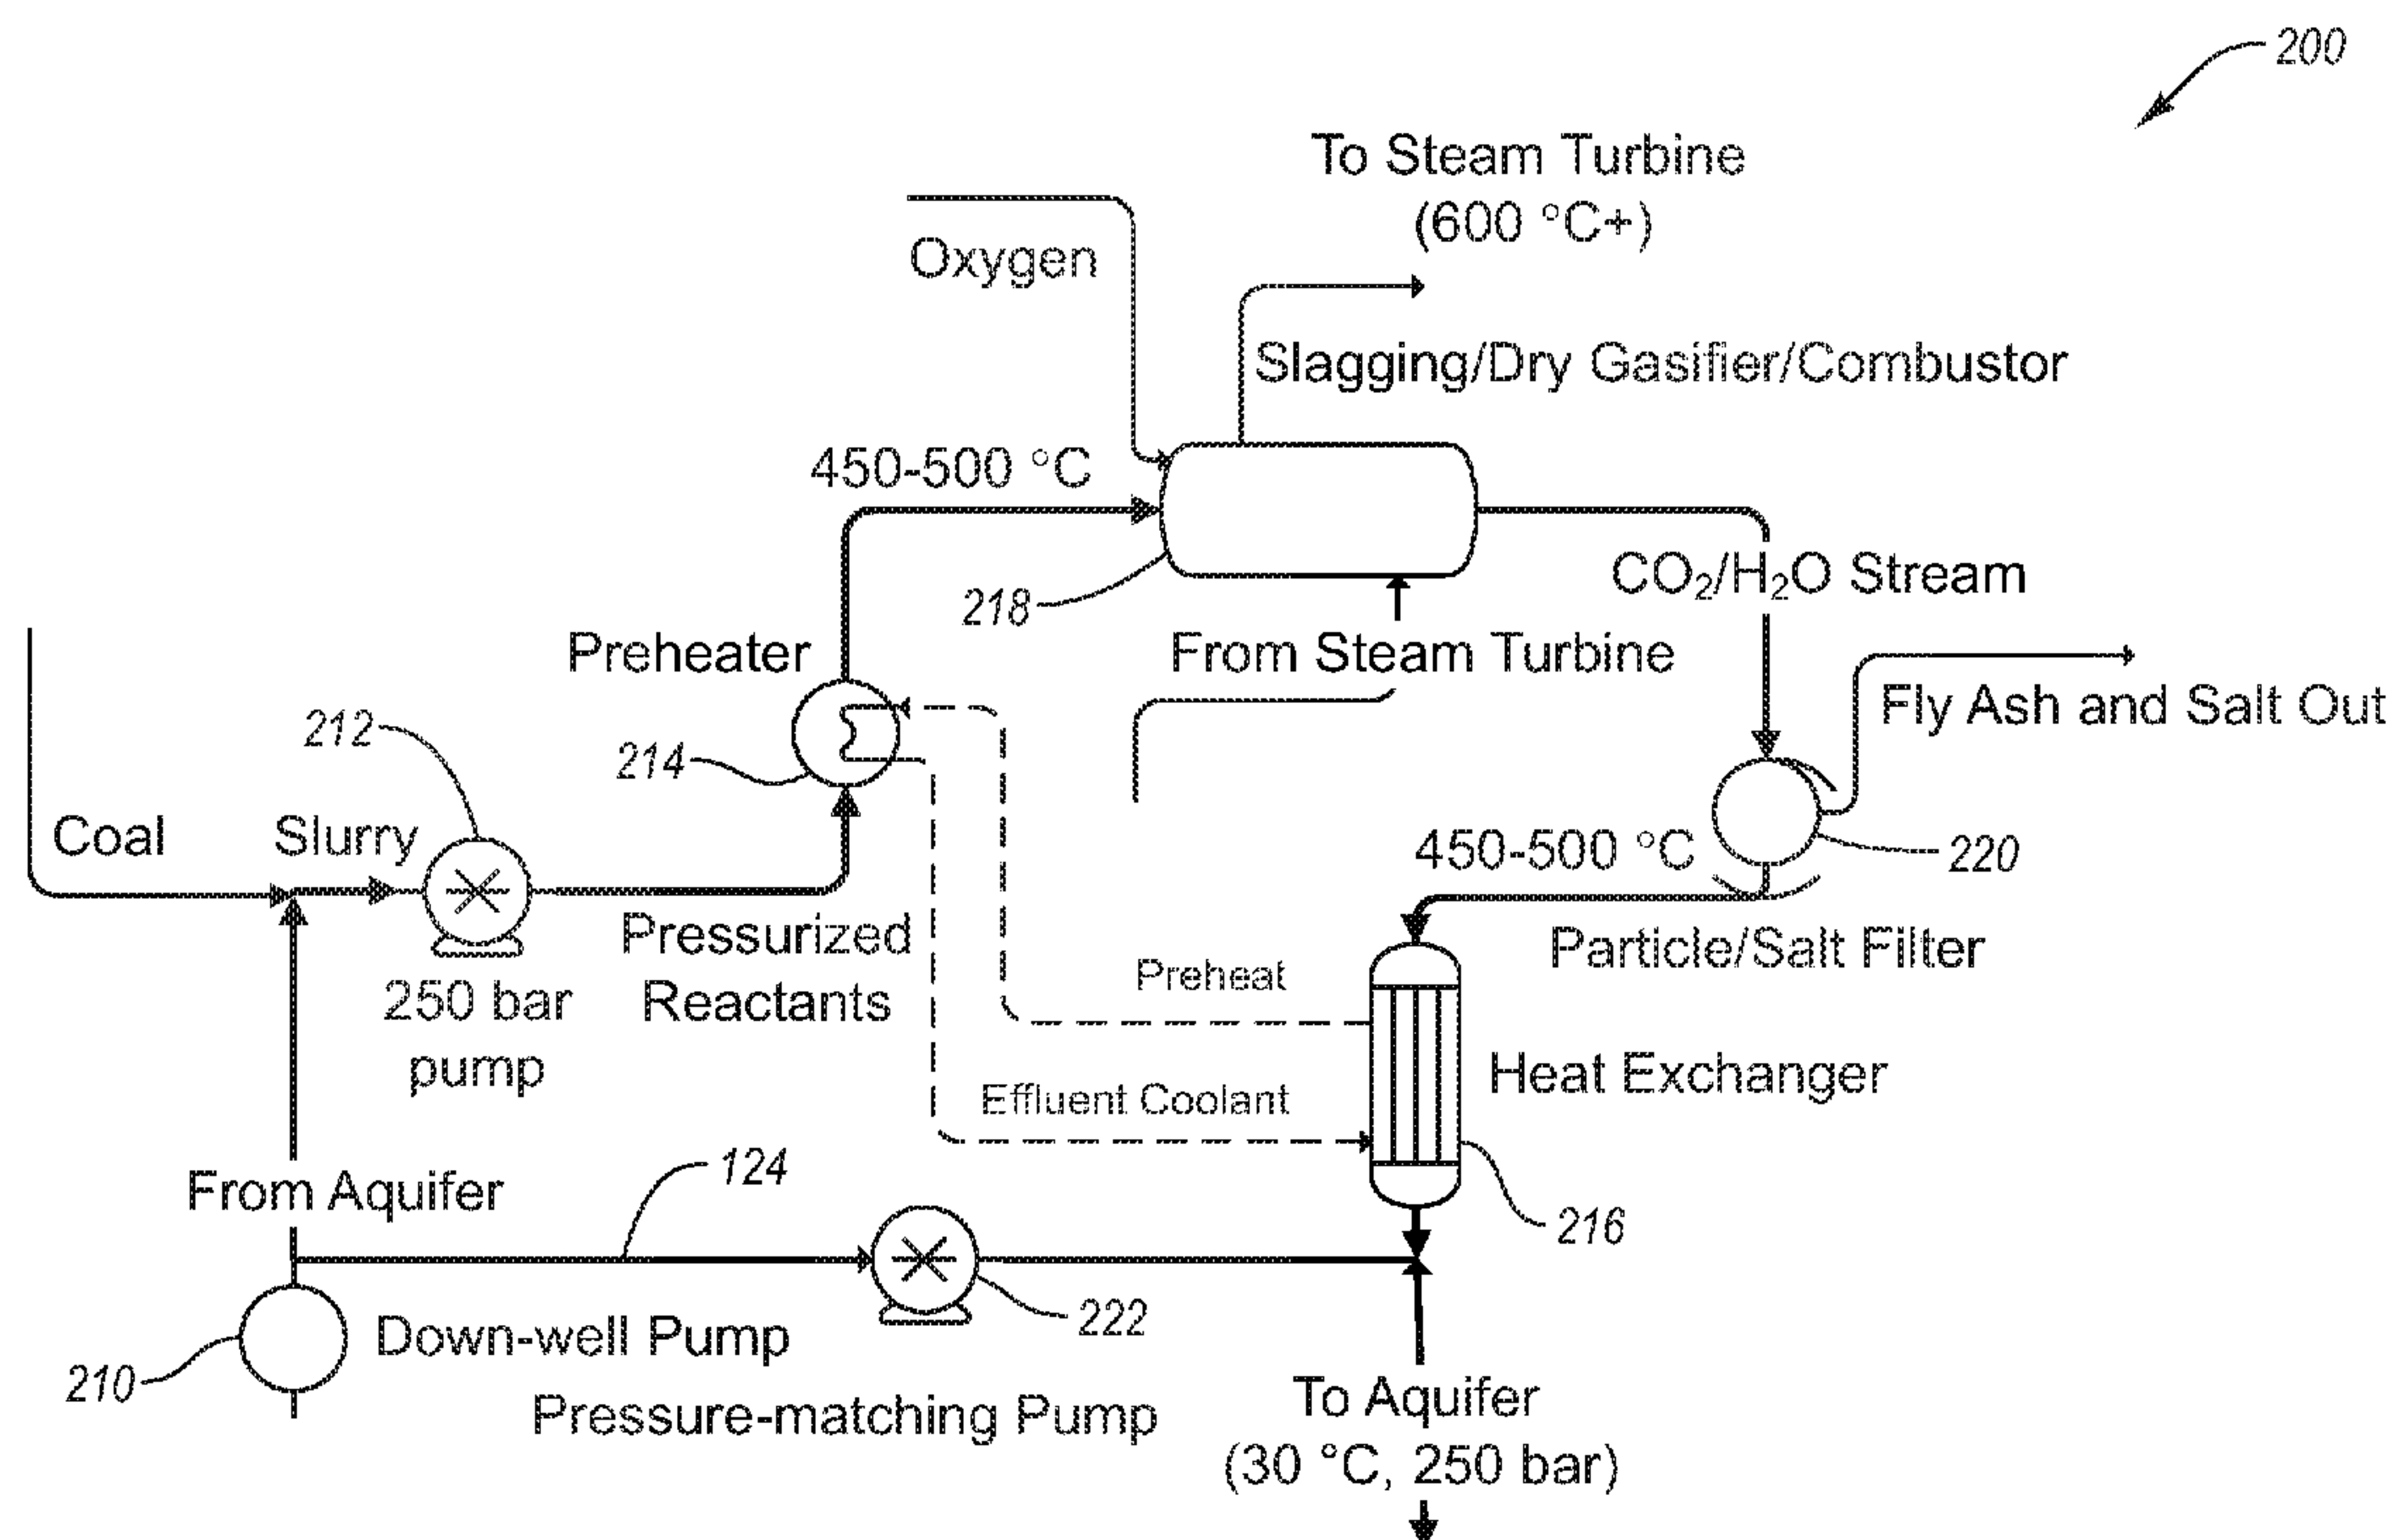 200
To Steam Turbine
(600 °C+)
Oxygen
Slagging/Dry Gasifier/Combustor
450-500 °C
CO₂/H₂O Stream
218
Preheater
From Steam Turbine
Fly Ash and Salt Out
212
214
Coal
Slurry
450-500 °C
220
Pressurized
Reactants
Particle/Salt Filter
250 bar
pump
Preheat
Heat Exchanger
Effluent Coolant
From Aquifer
124
216
222
Down-well Pump
210
Pressure-matching Pump
To Aquifer
(30 °C, 250 bar)